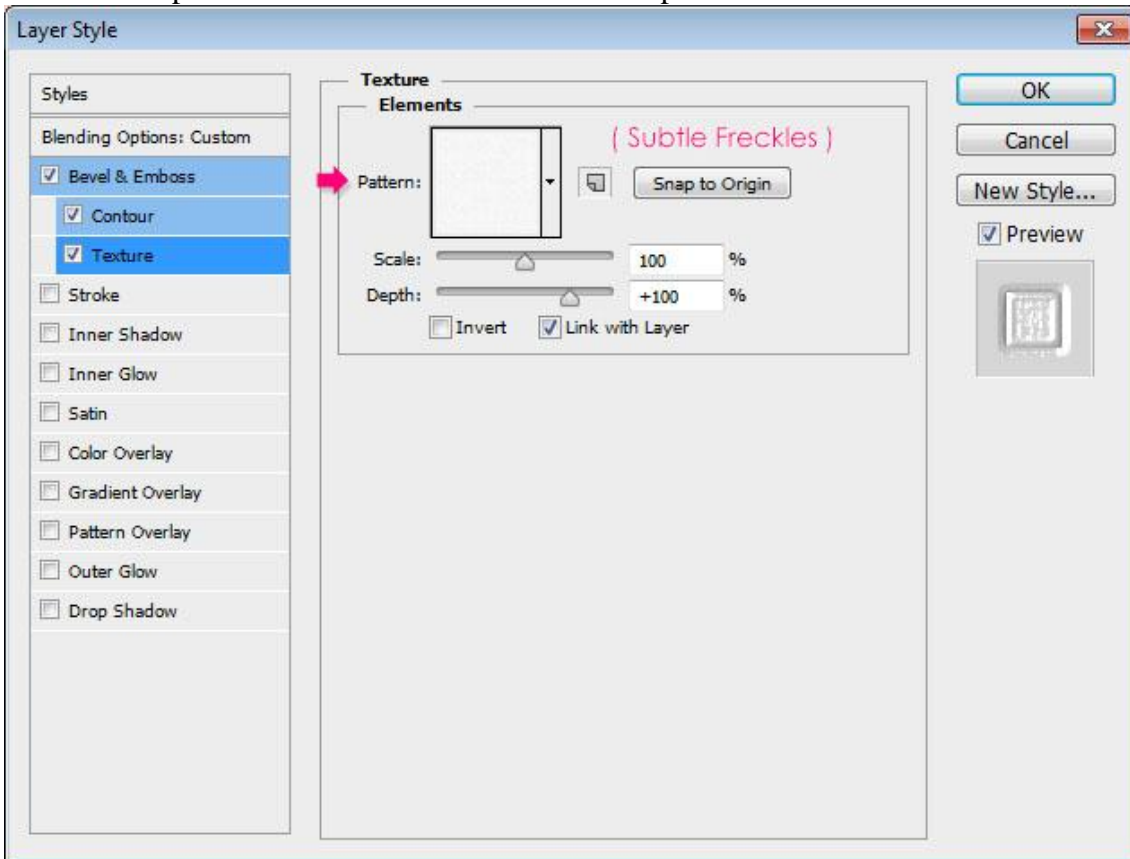 Layer Style
Styles
Blending Options: Custom
Bevel & Emboss
Contour
Texture
Stroke
Inner Shadow
Inner Glow
Satin
Color Overlay
Gradient Overlay
Pattern Overlay
Outer Glow
Drop Shadow
Texture
Elements
( Subtle Freckles )
Pattern:
Snap to Origin
Scale: 100 %
Depth: +100 %
Invert Link with Layer
OK
Cancel
New Style...
Preview